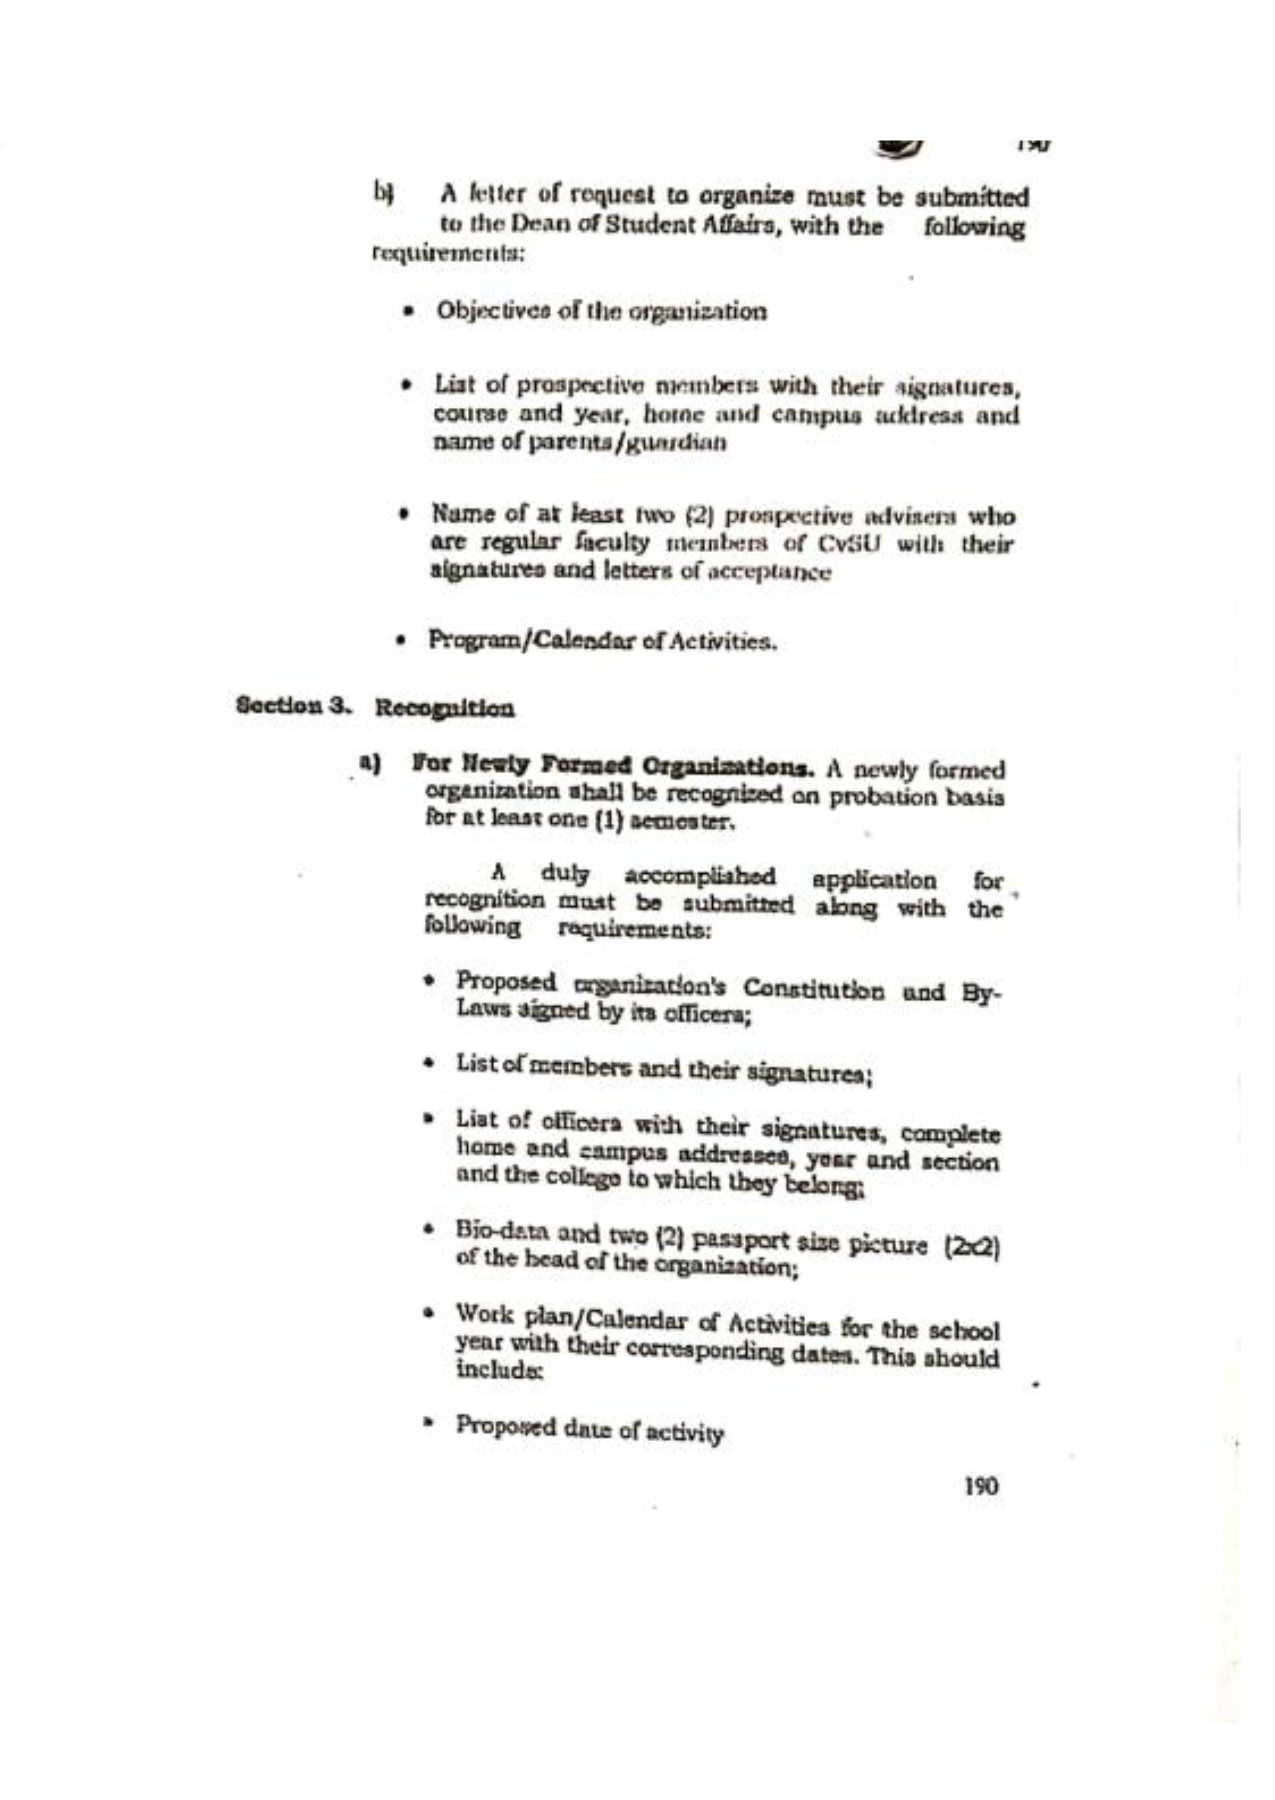 190
b) A letter of request to organize must be submitted
to the Dean of Student Affairs, with the following
requirements:
• Objectives of the organization
• List of prospective members with their signatures,
course and year, home and campus address and
name of parents/guardian
• Name of at least two (2) prospective advisers who
are regular faculty members of CvSU with their
signatures and letters of acceptance
• Program/Calendar of Activities.
Section 3. Recognition
a) For Newly Formed Organizations. A newly formed
organization shall be recognized on probation basis
for at least one (1) semester.
A duly accomplished application for
recognition must be submitted along with the
following requirements:
• Proposed organization's Constitution and By-
Laws signed by its officers;
• List of members and their signatures;
• List of officers with their signatures, complete
home and campus addresses, year and section
and the college to which they belong;
• Bio-data and two (2) passport size picture (2x2)
of the head of the organization;
• Work plan/Calendar of Activities for the school
year with their corresponding dates. This should
include:
• Proposed date of activity
190